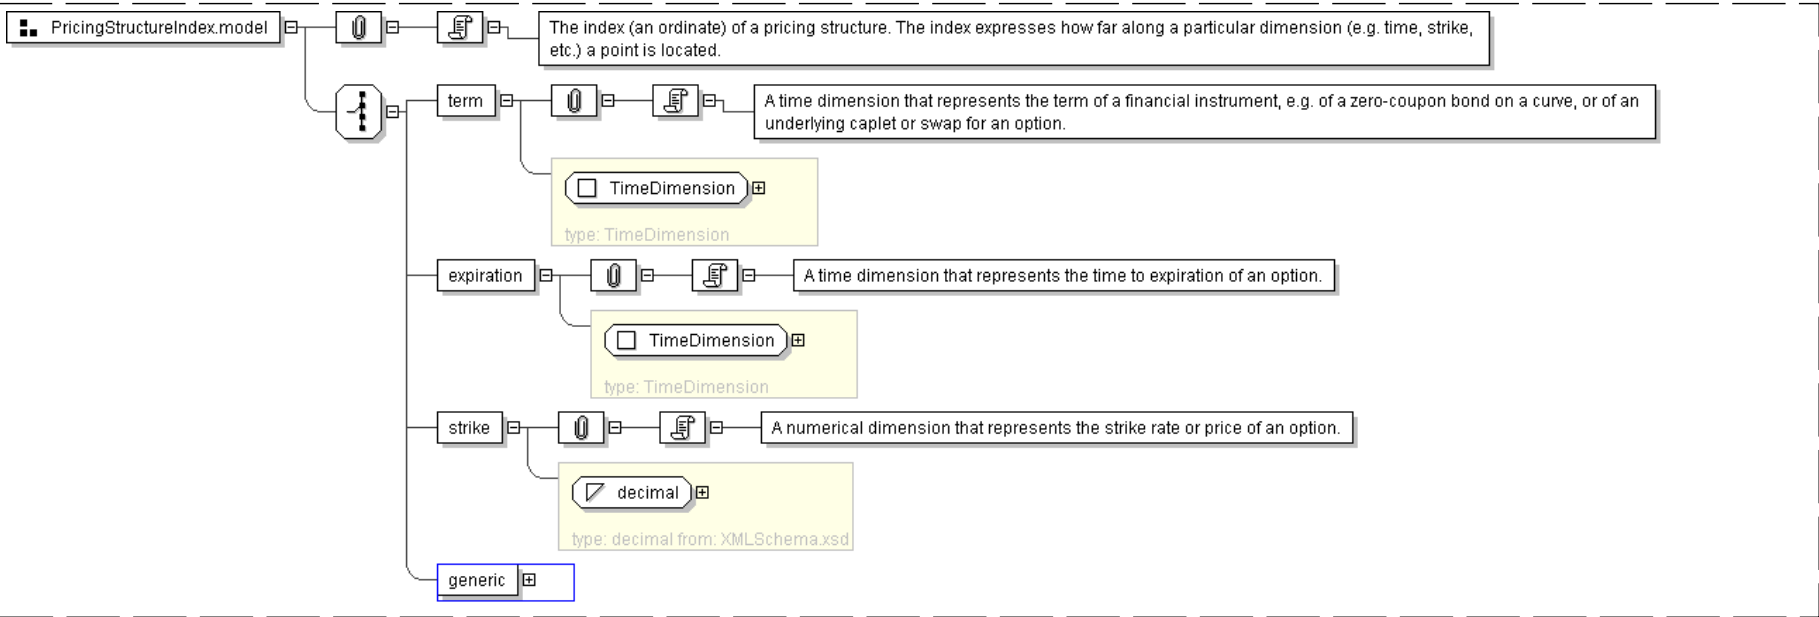 PricingStructureIndex.model
The index (an ordinate) of a pricing structure. The index expresses how far along a particular dimension (e.g. time, strike,
etc.) a point is located.
term
A time dimension that represents the term of a financial instrument, e.g. of a zero-coupon bond on a curve, or of an
underlying caplet or swap for an option.
TimeDimension
type: TimeDimension
expiration
A time dimension that represents the time to expiration of an option.
TimeDimension
type: TimeDimension
strike
A numerical dimension that represents the strike rate or price of an option.
decimal
type: decimal from: XMLSchema.xsd
generic